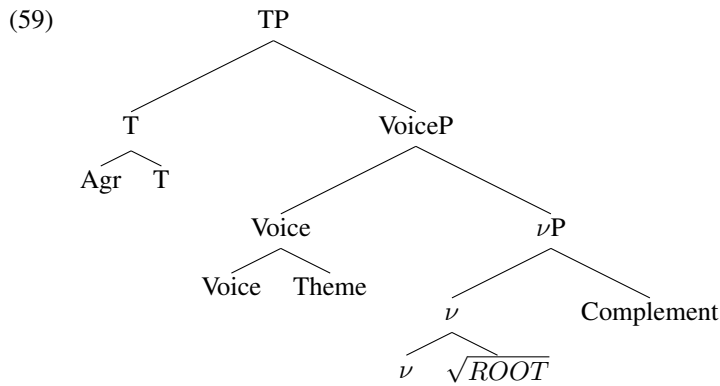 (59) TP
T VoiceP
Agr T
Voice νP
Voice Theme ν Complement
ν √ROOT